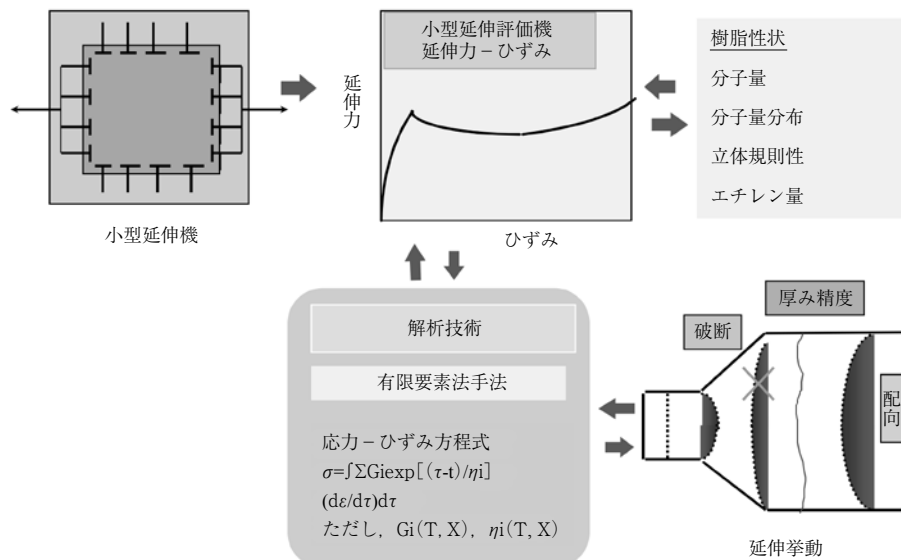 小型延伸機
小型延伸評価機
延伸力－ひずみ
延伸力
ひずみ
樹脂性状
分子量
分子量分布
立体規則性
エチレン量
解析技術
有限要素法手法
応力－ひずみ方程式
σ=∫ΣGiexp[(τ-t)/ηi]
(dε/dτ)dτ
ただし，Gi(T, X)，ηi(T, X)
厚み精度
破断
配向
延伸挙動